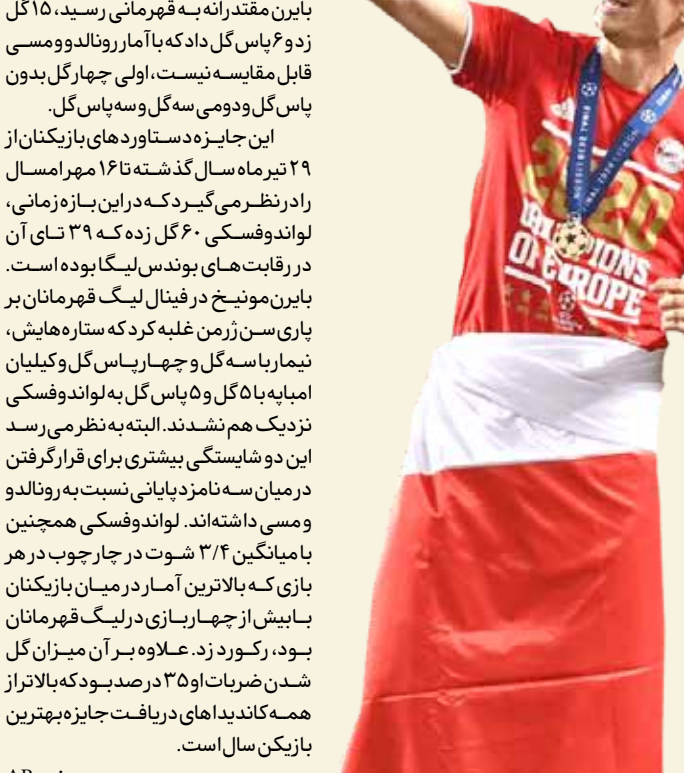 بایرن مقتدرانه به قهرمانی رسید، ۱۵ گل
زد و ۶ پاس گل داد که با آمار رونالدو و مسی
قابل مقایسه نیست، اولی چهار گل بدون
پاس گل و دومی سه گل و سه پاس گل.
این جایزه دستاوردهای بازیکنان از
۲۹ تیر ماه سال گذشته تا ۱۶ مهر امسال
را در نظر می گیرد که در این بازه زمانی،
لواندوفسکی ۶۰ گل زده که ۳۹ تای آن
در رقابت های بوندس لیگا بوده است.
بایرن مونیخ در فینال لیگ قهرمانان بر
پاری سن ژرمن غلبه کرد که ستاره هایش،
نیمار با سه گل و چهار پاس گل و کیلیان
امباپه با ۵ گل و ۵ پاس گل به لواندوفسکی
نزدیک هم نشدند. البته به نظر می رسد
این دو شایستگی بیشتری برای قرار گرفتن
در میان سه نامزد پایانی نسبت به رونالدو
و مسی داشته اند. لواندوفسکی همچنین
با میانگین ۳/۴ شوت در چارچوب در هر
بازی که بالاترین آمار در میان بازیکنان
با بیش از چهار بازی در لیگ قهرمانان
بود، رکورد زد. علاوه بر آن میزان گل
شدن ضربات او ۳۵ درصد بود که بالاتر از
همه کاندیداهای دریافت جایزه بهترین
بازیکن سال است.
2020
OF EUROPE